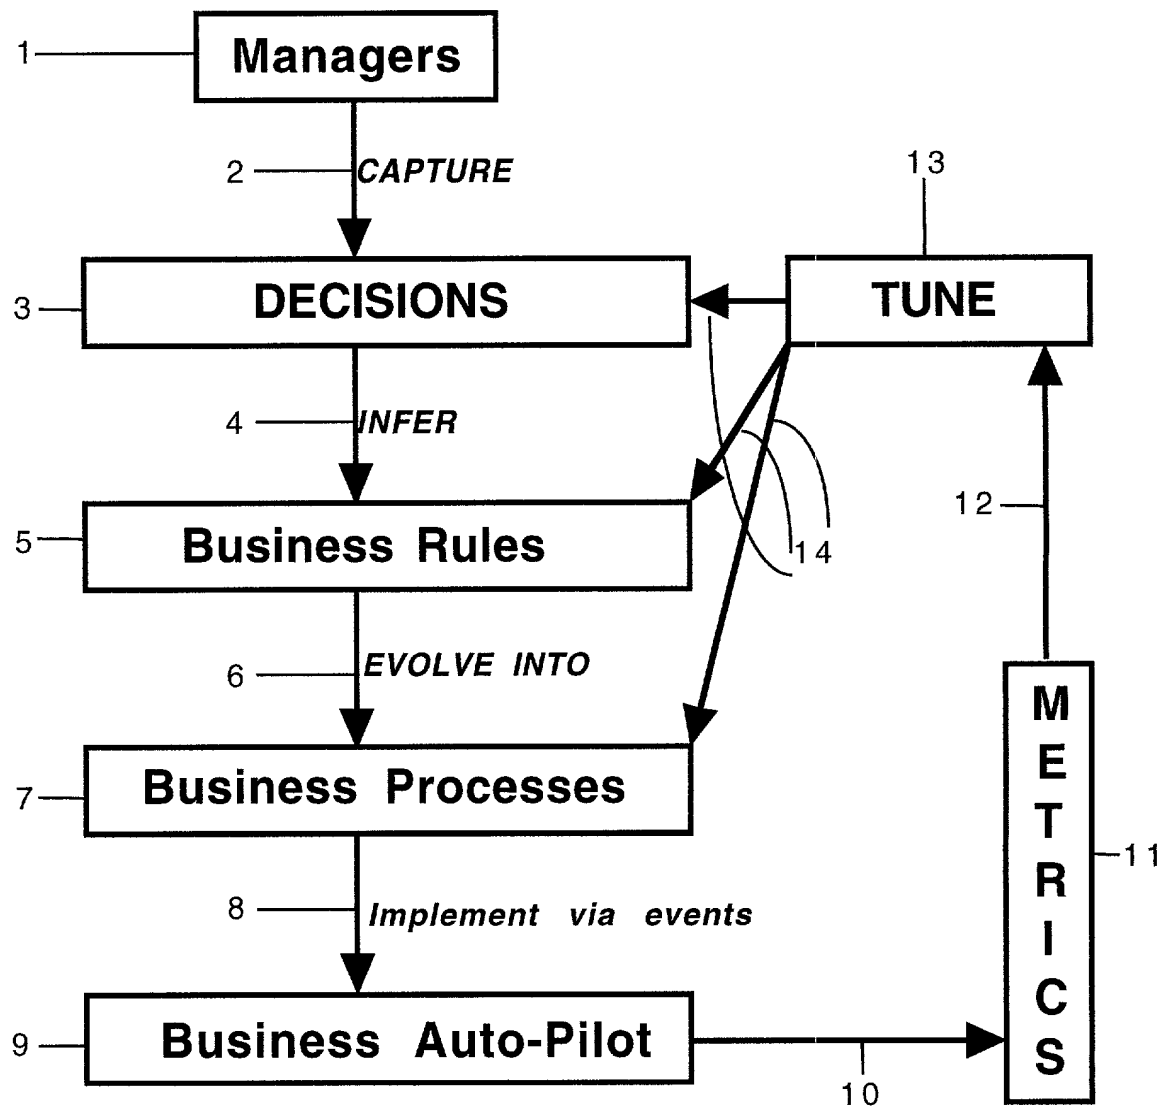 1
Managers
2
CAPTURE
13
3
DECISIONS
TUNE
4
INFER
12
5
Business Rules
14
6
EVOLVE INTO
7
Business Processes
METRICS
11
8
Implement via events
9
Business Auto-Pilot
10